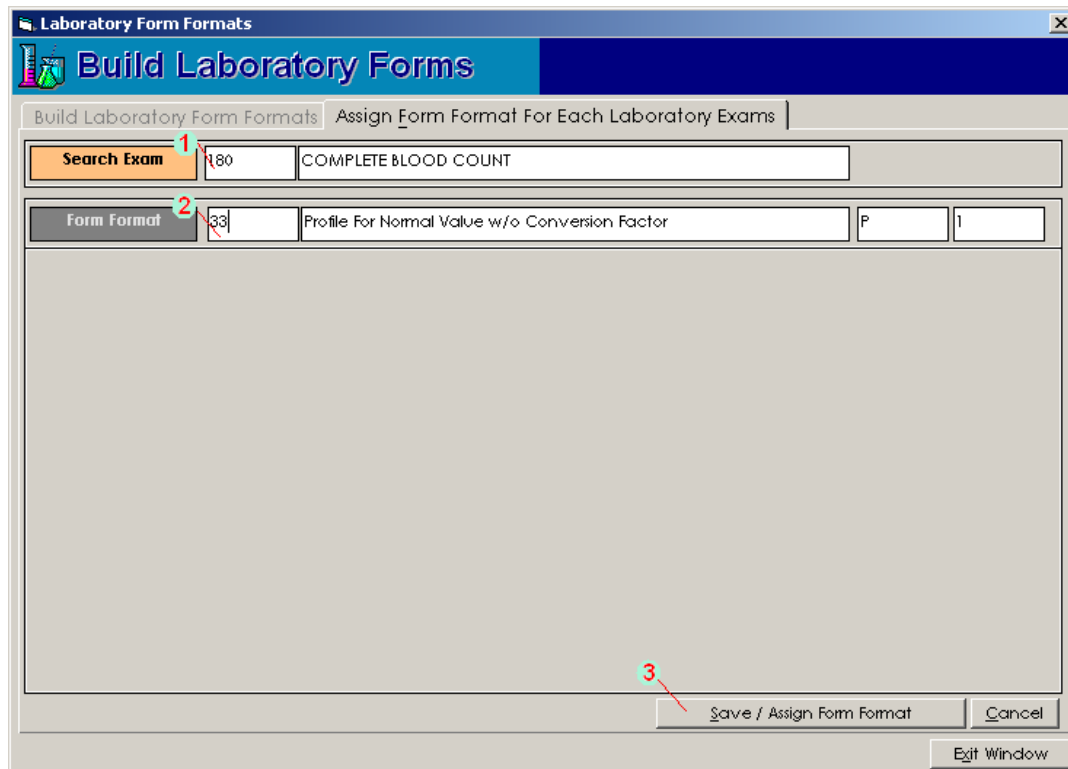 Laboratory Form Formats
Build Laboratory Forms
Build Laboratory Form Formats Assign Form Format For Each Laboratory Exams
1
Search Exam 180 COMPLETE BLOOD COUNT
2
Form Format 33 Profile For Normal Value w/o Conversion Factor P 1
3
Save / Assign Form Format Cancel
Exit Window